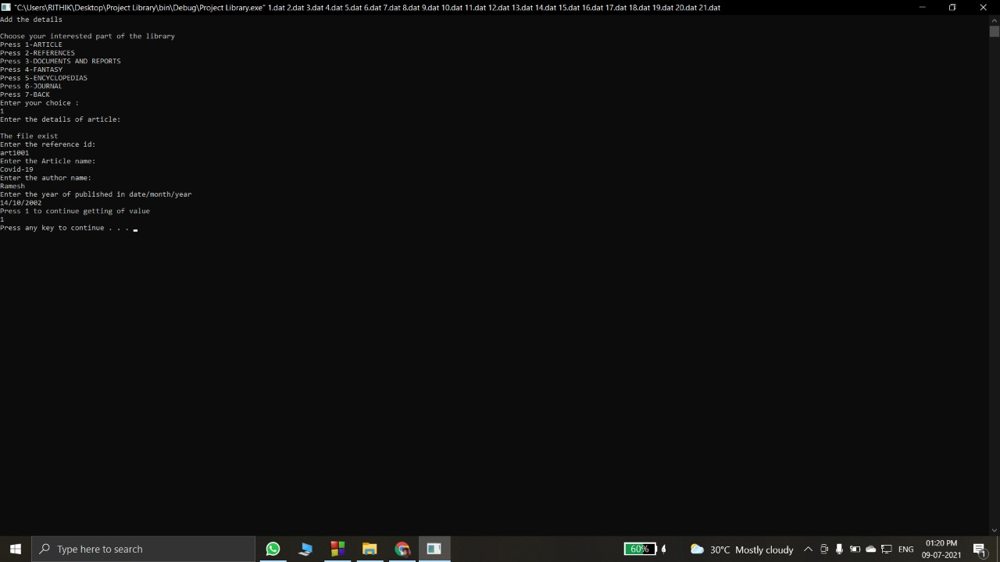 "C:\Users\RITHIK\Desktop\Project Library\bin\Debug\Project Library.exe" 1.dat 2.dat 3.dat 4.dat 5.dat 6.dat 7.dat 8.dat 9.dat 10.dat 11.dat 12.dat 13.dat 14.dat 15.dat 16.dat 17.dat 18.dat 19.dat 20.dat 21.dat
Add the details
Choose your interested part of the library
Press 1-ARTICLE
Press 2-REFERENCES
Press 3-DOCUMENTS AND REPORTS
Press 4-FANTASY
Press 5-ENCYCLOPEDIAS
Press 6-JOURNAL
Press 7-BACK
Enter your choice :
1
Enter the details of article:
The file exist
Enter the reference id:
art1001
Enter the Article name:
Covid-19
Enter the author name:
Ramesh
Enter the year of published in date/month/year
14/10/2002
Press 1 to continue getting of value
1
Press any key to continue . . .
Type here to search
60%
30°C Mostly cloudy
ENG
01:20 PM
09-07-2021
1